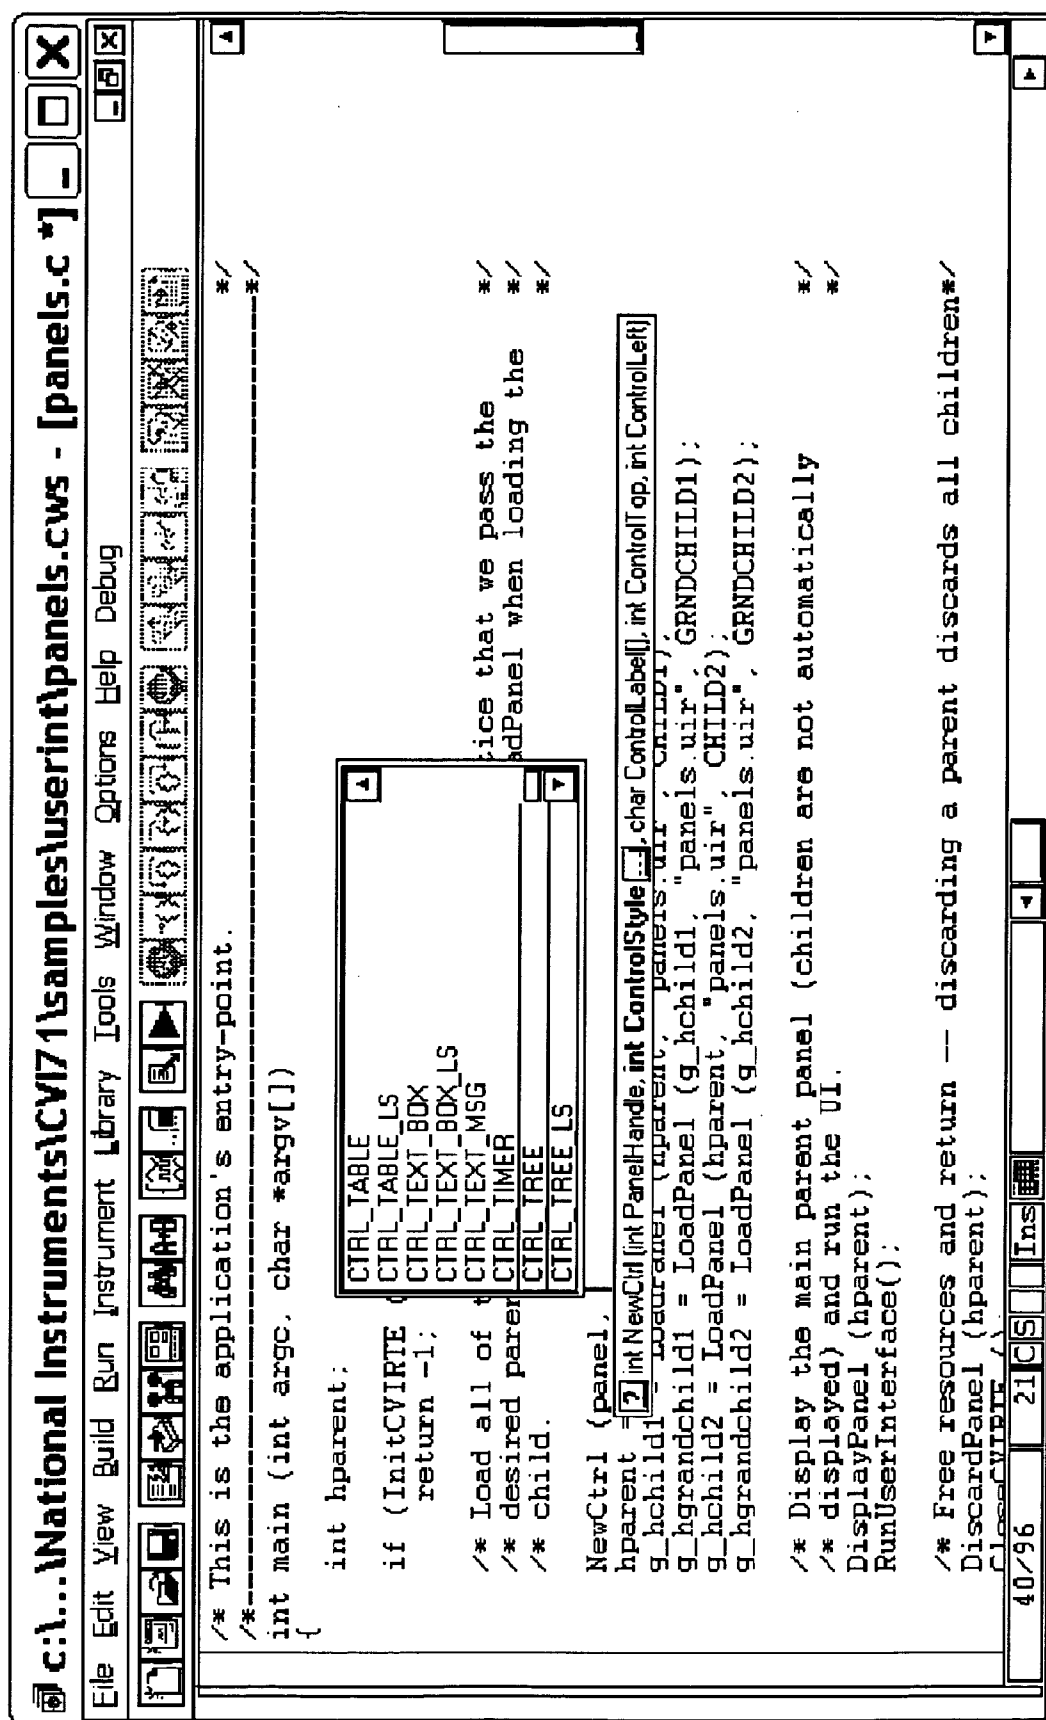 c:\...\National Instruments\CVI71\samples\userint\panels.cws - [panels.c *]
File Edit View Build Run Instrument Library Tools Window Options Help Debug
/* This is the application's entry-point. */
/*---------------------------------------------------------------------------*/
int main (int argc, char *argv[])
{
int hparent;
if (InitCVIRTE
return -1;
CTRL_TABLE
CTRL_TABLE_LS
CTRL_TEXT_BOX
CTRL_TEXT_BOX_LS
CTRL_TEXT_MSG
CTRL_TIMER
CTRL_TREE
CTRL_TREE_LS
/* Load all of t tice that we pass the */
/* desired paren adPanel when loading the */
/* child. */
NewCtrl (panel,
hparent =
? int NewCtrl (int PanelHandle, int ControlStyle ..., char ControlLabel[], int ControlTop, int ControlLeft)
g_hchild1 = LoadPanel (hparent, "panels.uir", CHILD1);
g_hgrandchild1 = LoadPanel (g_hchild1, "panels.uir", GRNDCHILD1);
g_hchild2 = LoadPanel (hparent, "panels.uir", CHILD2);
g_hgrandchild2 = LoadPanel (g_hchild2, "panels.uir", GRNDCHILD2);
/* Display the main parent panel (children are not automatically */
/* displayed) and run the UI. */
DisplayPanel (hparent);
RunUserInterface();
/* Free resources and return -- discarding a parent discards all children*/
DiscardPanel (hparent);
CloseCVIRTE ();
40/96 21 C S Ins